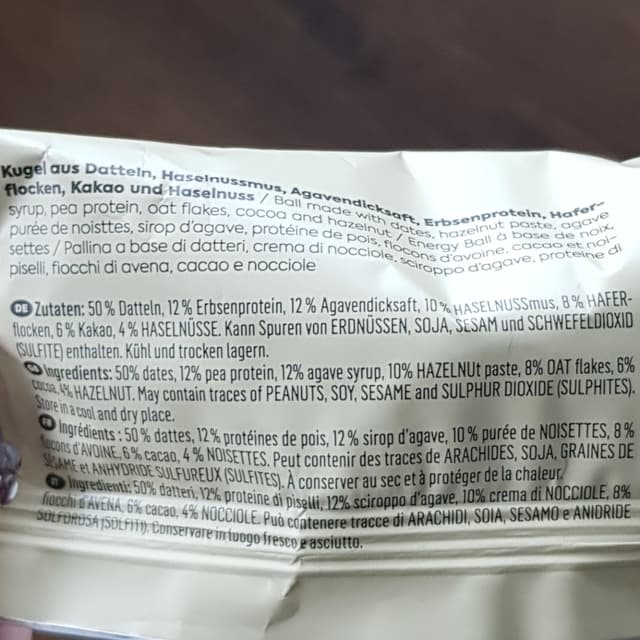 Kugel aus Datteln, Haselnussmus, Agavendicksaft, Erbsenprotein, Hafer-
flocken, Kakao und Haselnuss / Ball made with dates, hazelnut paste, agave
syrup, pea protein, oat flakes, cocoa and hazelnut / Energy Ball à base de noix,
purée de noisttes, sirop d'agave, protéine de pois, flocons d'avoine, cacao et noi-
settes / Pallina a base di datteri, crema di nocciole, sciroppo d'agave, proteine di
piselli, fiocchi di avena, cacao e nocciole
DE Zutaten: 50 % Datteln, 12 % Erbsenprotein, 12 % Agavendicksaft, 10 % HASELNUSSmus, 8 % HAFER-
flocken, 6 % Kakao, 4 % HASELNÜSSE. Kann Spuren von ERDNÜSSEN, SOJA, SESAM und SCHWEFELDIOXID
(SULFITE) enthalten. Kühl und trocken lagern.
Ingredients: 50% dates, 12% pea protein, 12% agave syrup, 10% HAZELNUt paste, 8% OAT flakes, 6%
cocoa, 4% HAZELNUT. May contain traces of PEANUTS, SOY, SESAME and SULPHUR DIOXIDE (SULPHITES).
Store in a cool and dry place.
Ingrédients : 50 % dattes, 12 % protéines de pois, 12 % sirop d'agave, 10 % purée de NOISETTES, 8 %
flocons d'AVOINE, 6 % cacao, 4 % NOISETTES. Peut contenir des traces de ARACHIDES, SOJA, GRAINES DE
SÉSAME et ANHYDRIDE SULFUREUX (SULFITES). À conserver au sec et à protéger de la chaleur.
Ingredienti: 50% datteri, 12% proteine di piselli, 12% sciroppo d'agave, 10% crema di NOCCIOLE, 8%
fiocchi d'AVENA, 6% cacao, 4% NOCCIOLE. Può contenere tracce di ARACHIDI, SOIA, SESAMO e ANIDRIDE
SOLFOROSA (SOLFITI). Conservare in luogo fresco e asciutto.